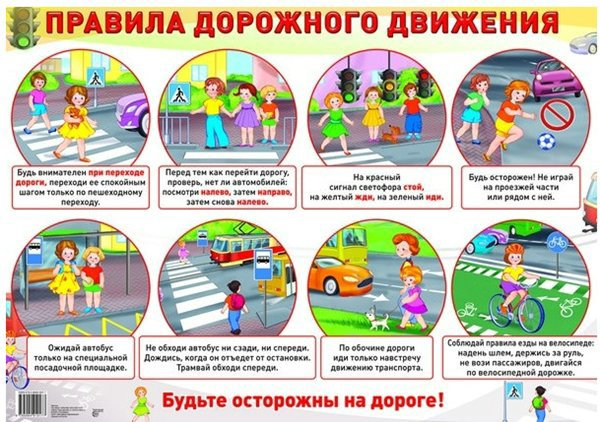 ПРАВИЛА ДОРОЖНОГО ДВИЖЕНИЯ
Будь внимателен при переходе
дороги, переходи ее спокойным
шагом только по пешеходному
переходу.
Перед тем как перейти дорогу,
проверь, нет ли автомобилей:
посмотри налево, затем направо,
затем снова налево.
На красный
сигнал светофора стой,
на желтый жди, на зеленый иди.
Будь осторожен! Не играй
на проезжей части
или рядом с ней.
Ожидай автобус
только на специальной
посадочной площадке.
Не обходи автобус ни сзади, ни спереди.
Дождись, когда он отъедет от остановки.
Трамвай обходи спереди.
По обочине дороги
иди только навстречу
движению транспорта.
Соблюдай правила езды на велосипеде:
надень шлем, держись за руль,
не вози пассажиров, двигайся
по велосипедной дорожке.
Будьте осторожны на дороге!